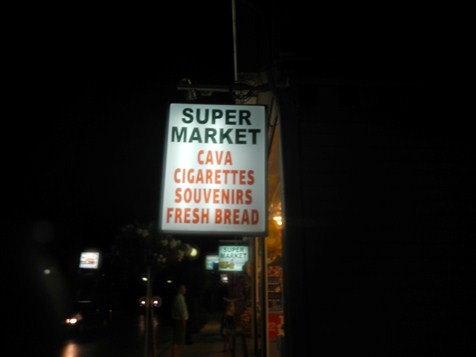 SUPER
MARKET
CAVA
CIGARETTES
SOUVENIRS
FRESH BREAD
SUPER
MARKET